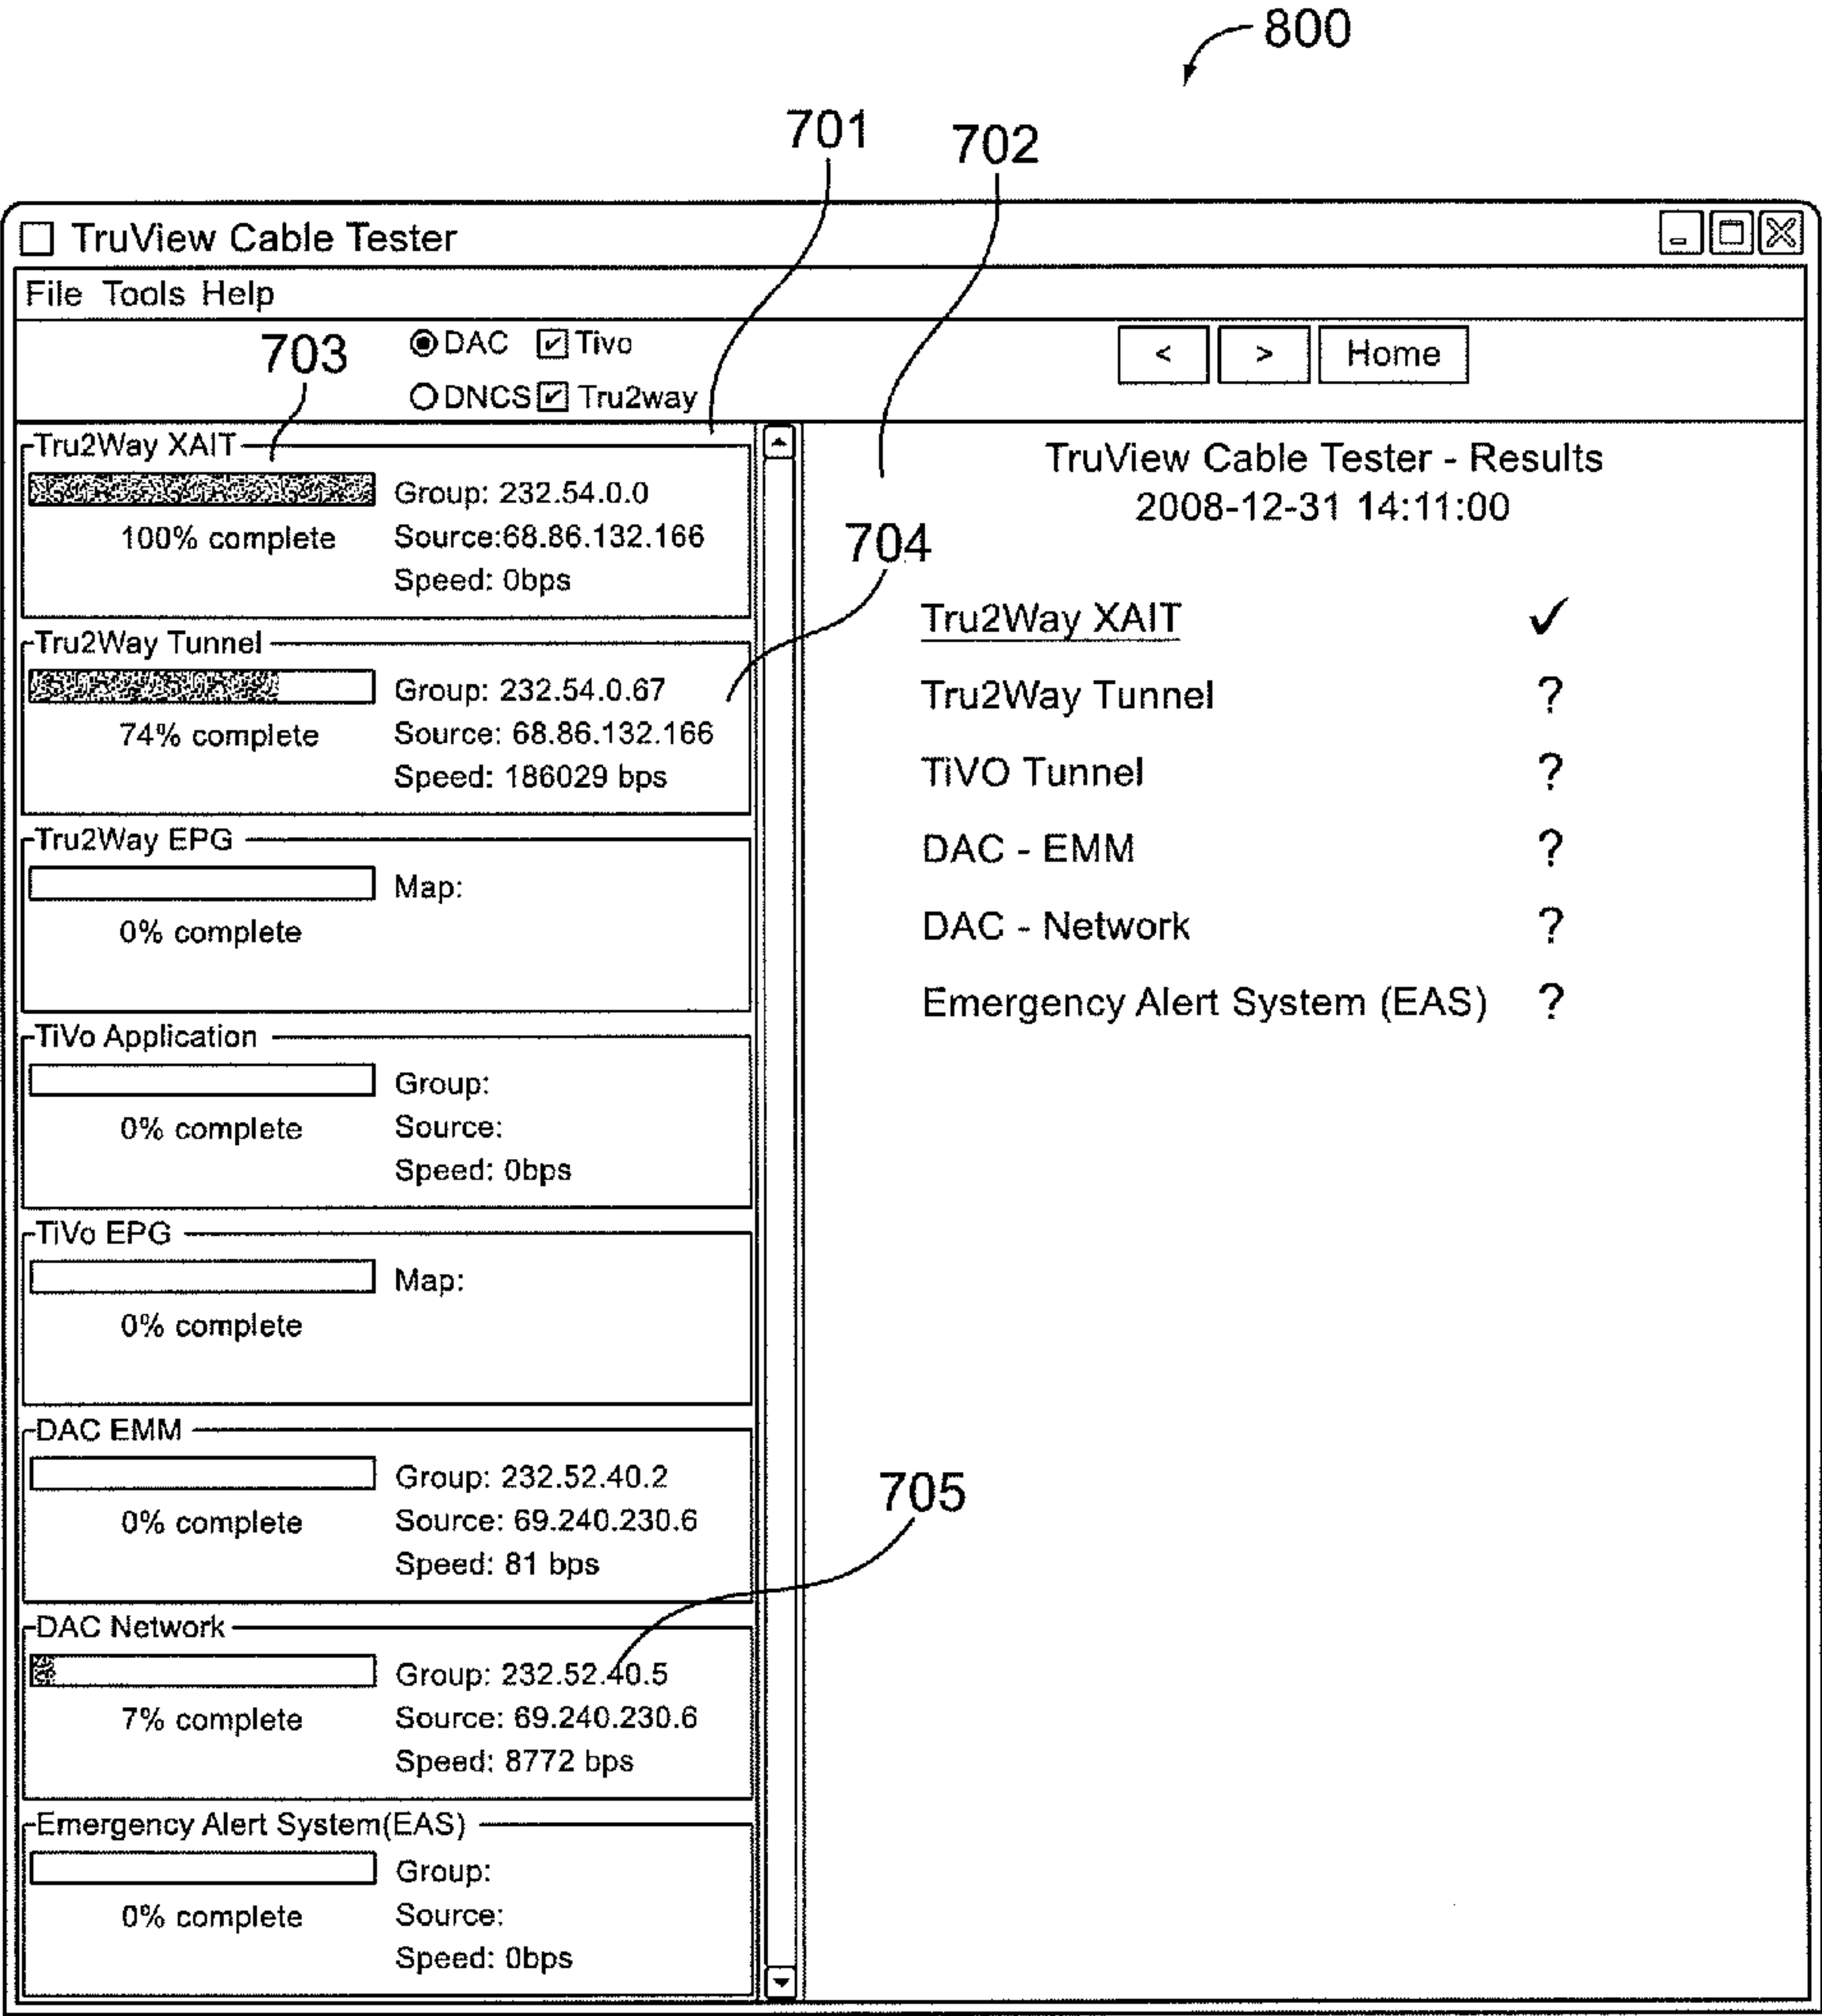 800
701
702
TruView Cable Tester
File Tools Help
703
DAC Tivo
DNCS Tru2way
< > Home
Tru2Way XAIT
100% complete
Group: 232.54.0.0
Source:68.86.132.166
Speed: 0bps
Tru2Way Tunnel
74% complete
Group: 232.54.0.67
Source: 68.86.132.166
Speed: 186029 bps
704
Tru2Way EPG
0% complete
Map:
TiVo Application
0% complete
Group:
Source:
Speed: 0bps
TiVo EPG
0% complete
Map:
DAC EMM
0% complete
Group: 232.52.40.2
Source: 69.240.230.6
Speed: 81 bps
705
DAC Network
7% complete
Group: 232.52.40.5
Source: 69.240.230.6
Speed: 8772 bps
Emergency Alert System(EAS)
0% complete
Group:
Source:
Speed: 0bps
TruView Cable Tester - Results
2008-12-31 14:11:00
Tru2Way XAIT ✓
Tru2Way Tunnel ?
TiVO Tunnel ?
DAC - EMM ?
DAC - Network ?
Emergency Alert System (EAS) ?